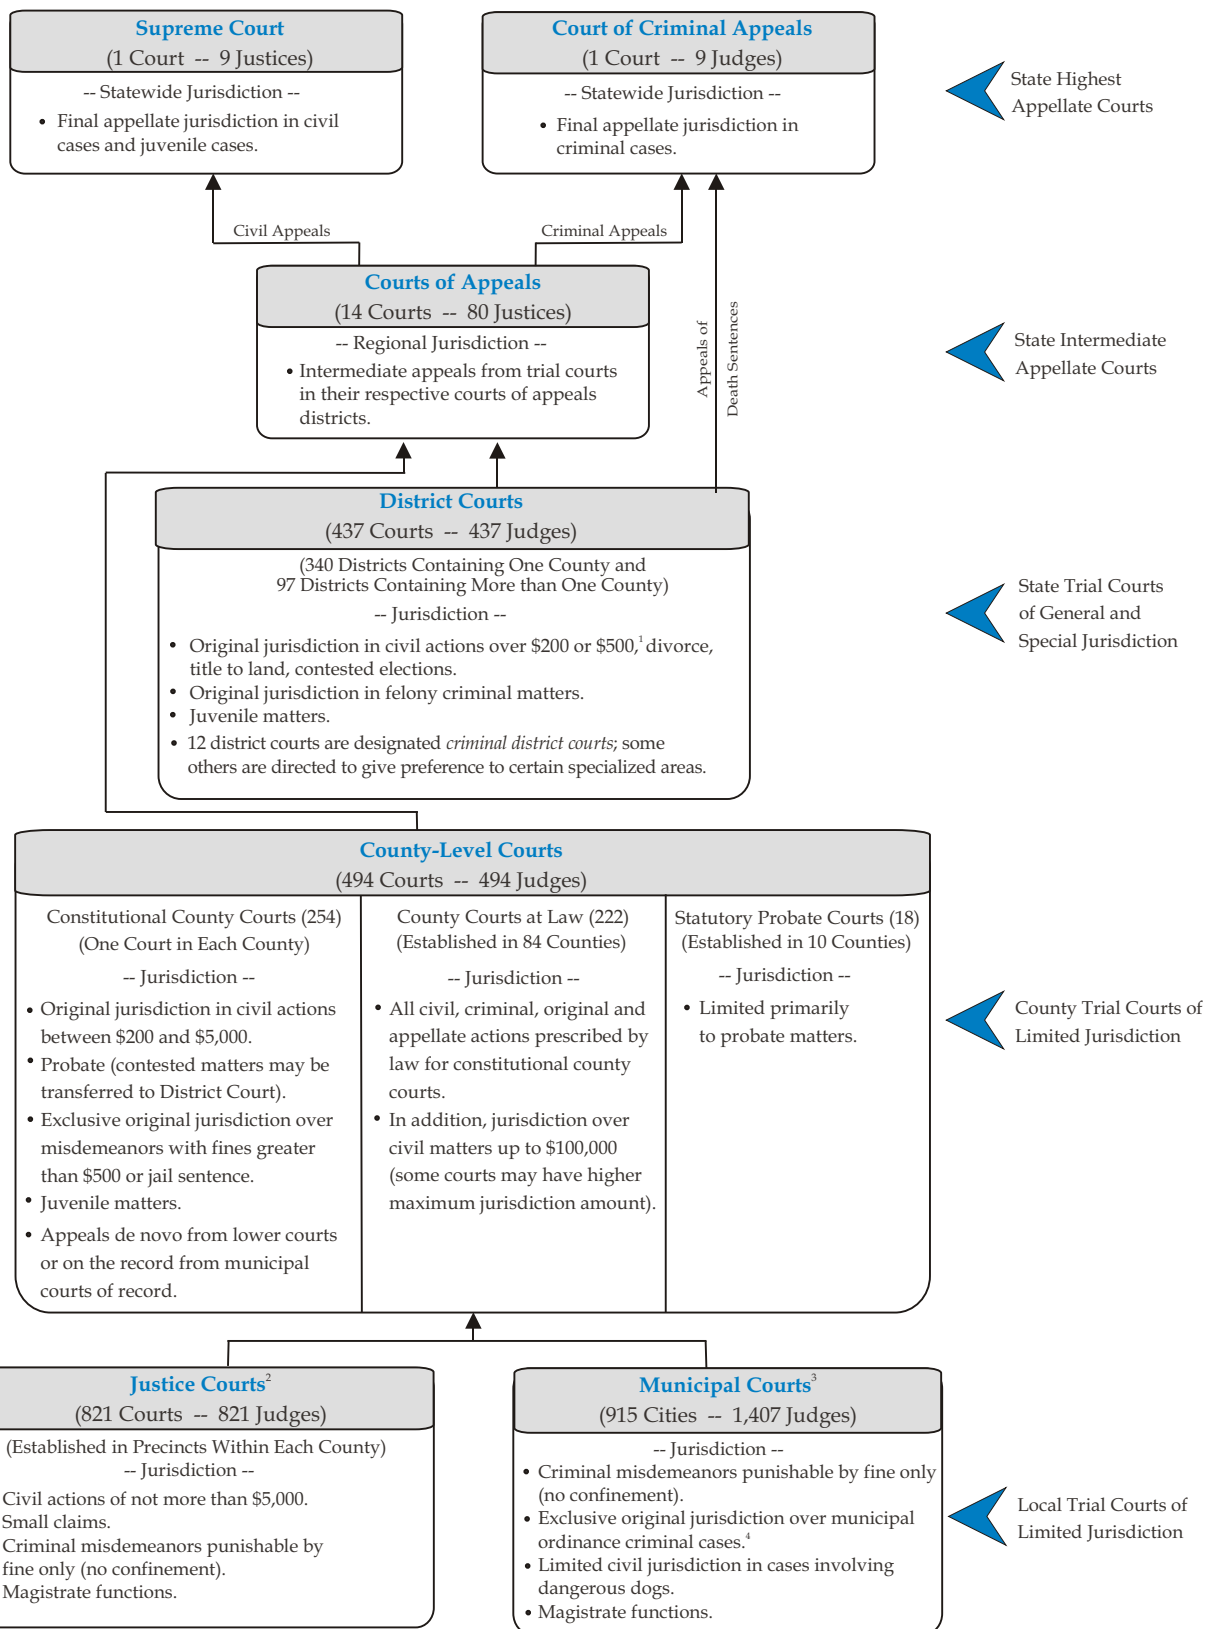 Supreme Court
(1 Court -- 9 Justices)
-- Statewide Jurisdiction --
• Final appellate jurisdiction in civil
cases and juvenile cases.
Court of Criminal Appeals
(1 Court -- 9 Judges)
-- Statewide Jurisdiction --
• Final appellate jurisdiction in
criminal cases.
State Highest
Appellate Courts
Civil Appeals
Criminal Appeals
Appeals of
Death Sentences
Courts of Appeals
(14 Courts -- 80 Justices)
-- Regional Jurisdiction --
• Intermediate appeals from trial courts
in their respective courts of appeals
districts.
State Intermediate
Appellate Courts
District Courts
(437 Courts -- 437 Judges)
(340 Districts Containing One County and
97 Districts Containing More than One County)
-- Jurisdiction --
• Original jurisdiction in civil actions over $200 or $500,¹ divorce,
title to land, contested elections.
• Original jurisdiction in felony criminal matters.
• Juvenile matters.
• 12 district courts are designated criminal district courts; some
others are directed to give preference to certain specialized areas.
State Trial Courts
of General and
Special Jurisdiction
County-Level Courts
(494 Courts -- 494 Judges)
Constitutional County Courts (254)
(One Court in Each County)
-- Jurisdiction --
• Original jurisdiction in civil actions
between $200 and $5,000.
• Probate (contested matters may be
transferred to District Court).
• Exclusive original jurisdiction over
misdemeanors with fines greater
than $500 or jail sentence.
• Juvenile matters.
• Appeals de novo from lower courts
or on the record from municipal
courts of record.
County Courts at Law (222)
(Established in 84 Counties)
-- Jurisdiction --
• All civil, criminal, original and
appellate actions prescribed by
law for constitutional county
courts.
• In addition, jurisdiction over
civil matters up to $100,000
(some courts may have higher
maximum jurisdiction amount).
Statutory Probate Courts (18)
(Established in 10 Counties)
-- Jurisdiction --
• Limited primarily
to probate matters.
County Trial Courts of
Limited Jurisdiction
Justice Courts²
(821 Courts -- 821 Judges)
(Established in Precincts Within Each County)
-- Jurisdiction --
Civil actions of not more than $5,000.
Small claims.
Criminal misdemeanors punishable by
fine only (no confinement).
Magistrate functions.
Municipal Courts³
(915 Cities -- 1,407 Judges)
-- Jurisdiction --
• Criminal misdemeanors punishable by fine only
(no confinement).
• Exclusive original jurisdiction over municipal
ordinance criminal cases.⁴
• Limited civil jurisdiction in cases involving
dangerous dogs.
• Magistrate functions.
Local Trial Courts of
Limited Jurisdiction